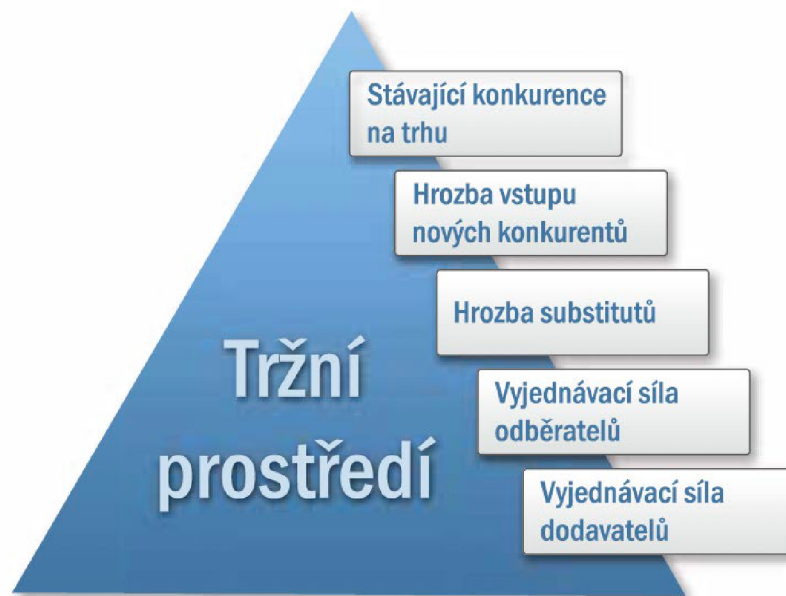 Stávající konkurence
na trhu
Hrozba vstupu
nových konkurentů
Hrozba substitutů
Tržní
prostředí
Vyjednávací síla
odběratelů
Vyjednávací síla
dodavatelů